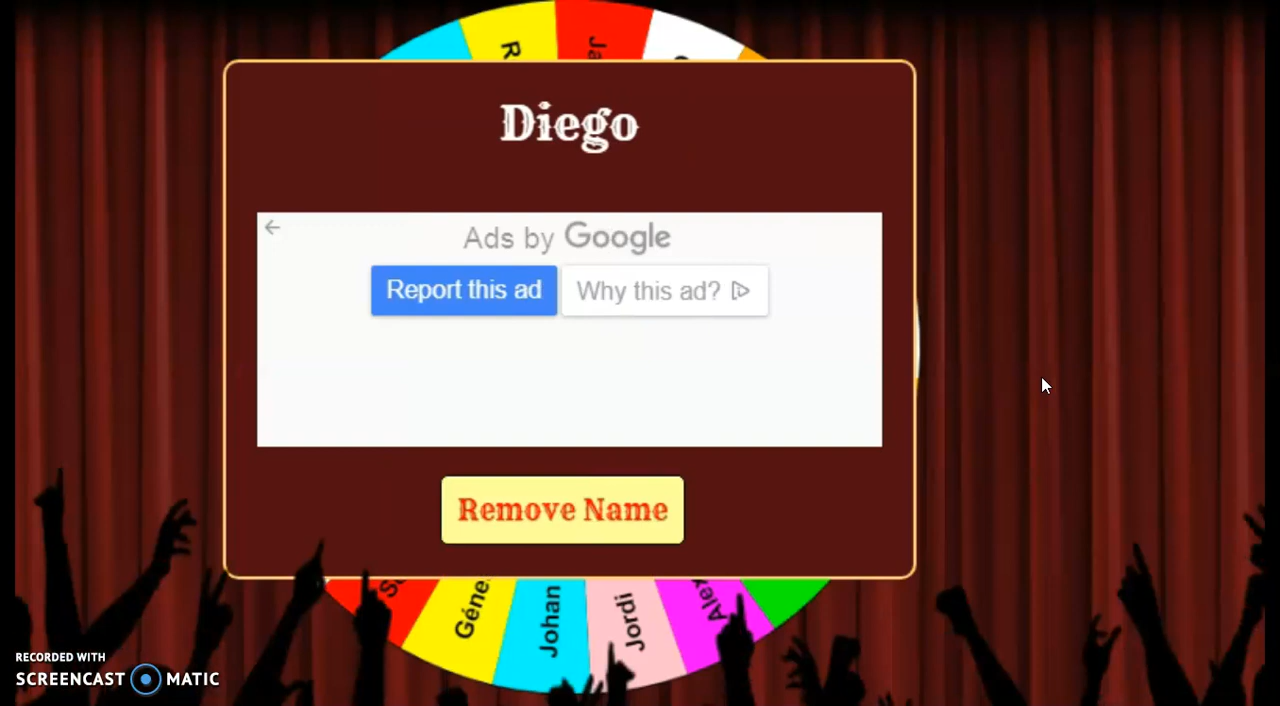 Diego
Ads by Google
Report this ad
Why this ad?
Remove Name
Johan
Jordi
RECORDED WITH
SCREENCAST MATIC